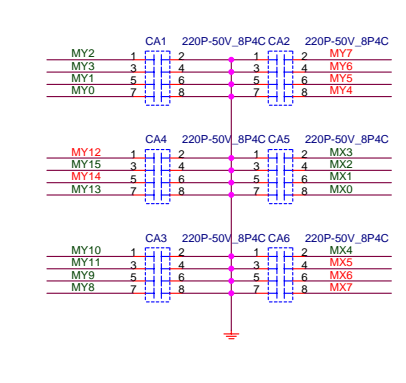 CA1 220P-50V_8P4C CA2 220P-50V_8P4C
MY2 1 2 1 2 MY7
MY3 3 4 3 4 MY6
MY1 5 6 5 6 MY5
MY0 7 8 7 8 MY4
CA4 220P-50V_8P4C CA5 220P-50V_8P4C
MY12 1 2 1 2 MX3
MY15 3 4 3 4 MX2
MY14 5 6 5 6 MX1
MY13 7 8 7 8 MX0
CA3 220P-50V_8P4C CA6 220P-50V_8P4C
MY10 1 2 1 2 MX4
MY11 3 4 3 4 MX5
MY9 5 6 5 6 MX6
MY8 7 8 7 8 MX7